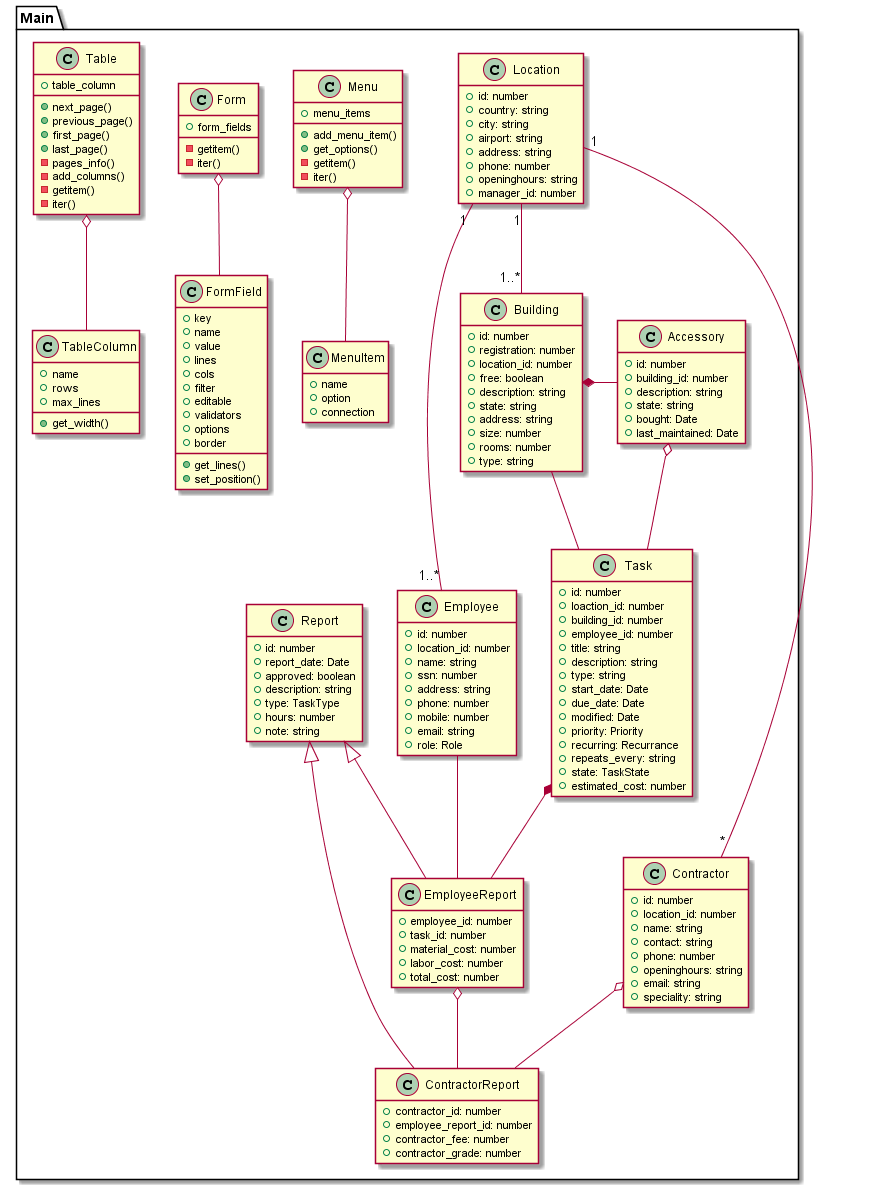 Main
C Table
table_column
next_page()
previous_page()
first_page()
last_page()
pages_info()
add_columns()
getitem()
iter()
C Form
form_fields
getitem()
iter()
C Menu
menu_items
add_menu_item()
get_options()
getitem()
iter()
C Location
id: number
country: string
city: string
airport: string
address: string
phone: number
openinghours: string
manager_id: number
1
1
1
1..*
C TableColumn
name
rows
max_lines
get_width()
C FormField
key
name
value
lines
cols
filter
editable
validators
options
border
get_lines()
set_position()
C MenuItem
name
option
connection
C Building
id: number
registration: number
location_id: number
free: boolean
description: string
state: string
address: string
size: number
rooms: number
type: string
C Accessory
id: number
building_id: number
description: string
state: string
bought: Date
last_maintained: Date
1..*
C Report
id: number
report_date: Date
approved: boolean
description: string
type: TaskType
hours: number
note: string
C Employee
id: number
location_id: number
name: string
ssn: number
address: string
phone: number
mobile: number
email: string
role: Role
C Task
id: number
loaction_id: number
building_id: number
employee_id: number
title: string
description: string
type: string
start_date: Date
due_date: Date
modified: Date
priority: Priority
recurring: Recurrance
repeats_every: string
state: TaskState
estimated_cost: number
*
C EmployeeReport
employee_id: number
task_id: number
material_cost: number
labor_cost: number
total_cost: number
C Contractor
id: number
location_id: number
name: string
contact: string
phone: number
openinghours: string
email: string
speciality: string
C ContractorReport
contractor_id: number
employee_report_id: number
contractor_fee: number
contractor_grade: number